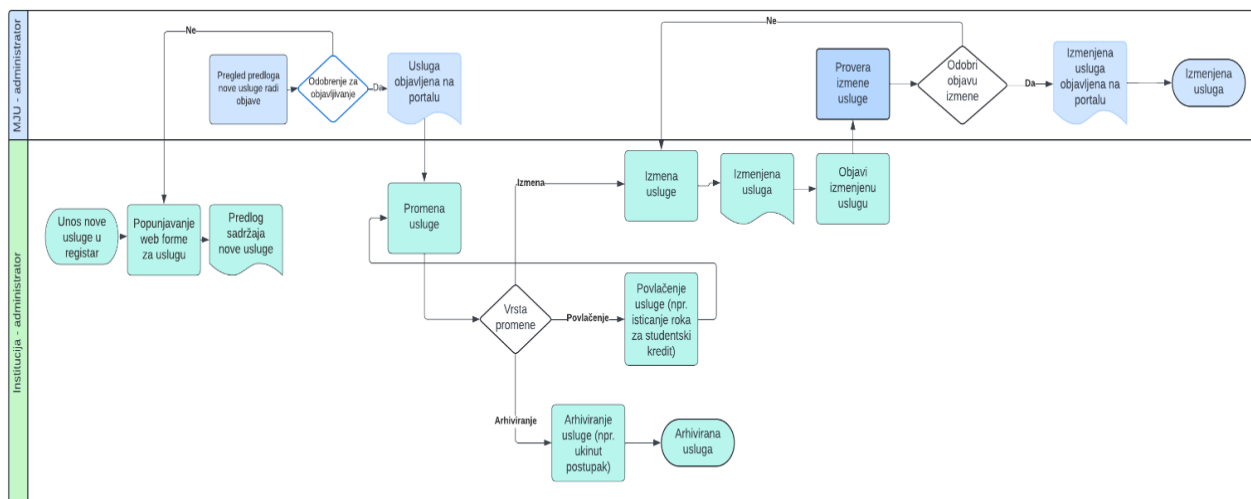 MJU - administrator
Ne
Pregled predloga
nove usluge radi
objave
Odobrenje za
objavljivanje
Da
Usluga
objavljena na
portalu
Ne
Provera
izmene
usluge
Odobri
objavu
izmene
Da
Izmenjena
usluga
objavljena na
portalu
Izmenjena
usluga
Institucija - administrator
Unos nove
usluge u
registar
Popunjavanje
web forme
za uslugu
Predlog
sadržaja
nove usluge
Promena
usluge
Izmena
Izmena
usluge
Izmenjena
usluga
Objavi
izmenjenu
uslugu
Vrsta
promene
Povlačenje
Povlačenje
usluge (npr.
isticanje roka
za studentski
kredit)
Arhiviranje
Arhiviranje
usluge (npr.
ukinut
postupak)
Arhivirana
usluga